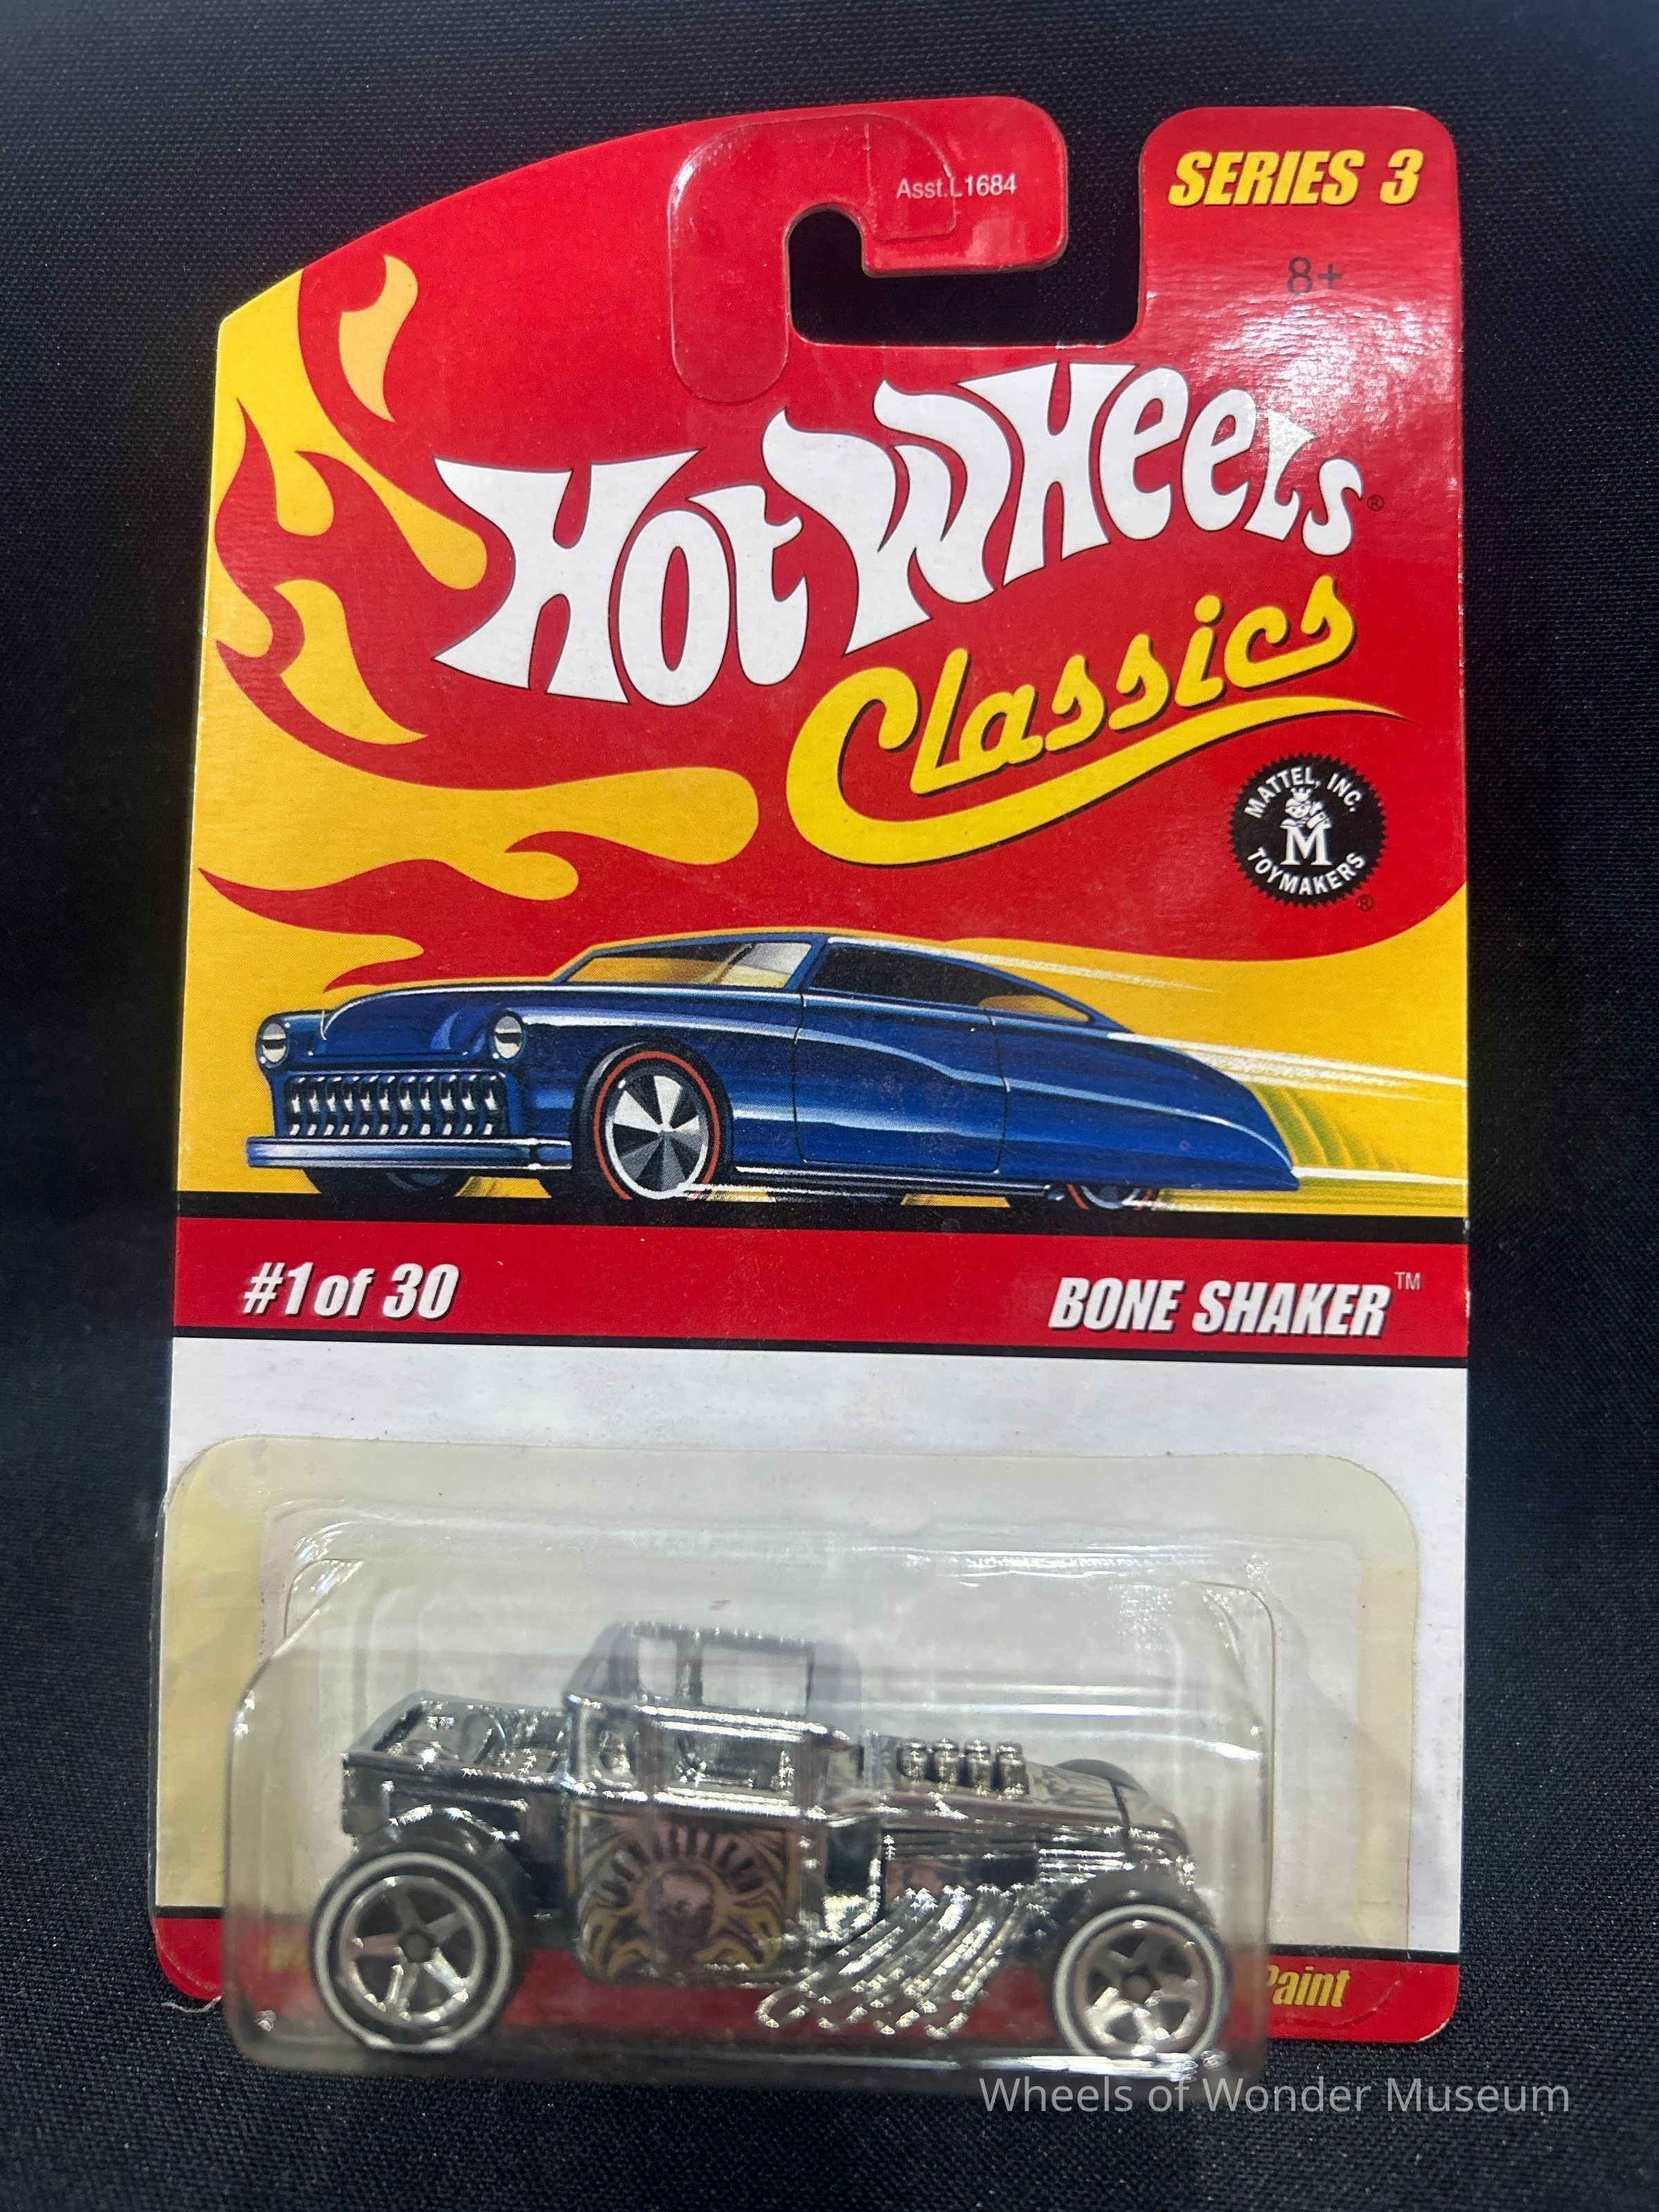 Asst.L1684
SERIES 3
8+
Hot Wheels®
Classics
MATTEL, INC.
M
TOYMAKERS
®
#1 of 30
BONE SHAKER™
Paint
Wheels of Wonder Museum